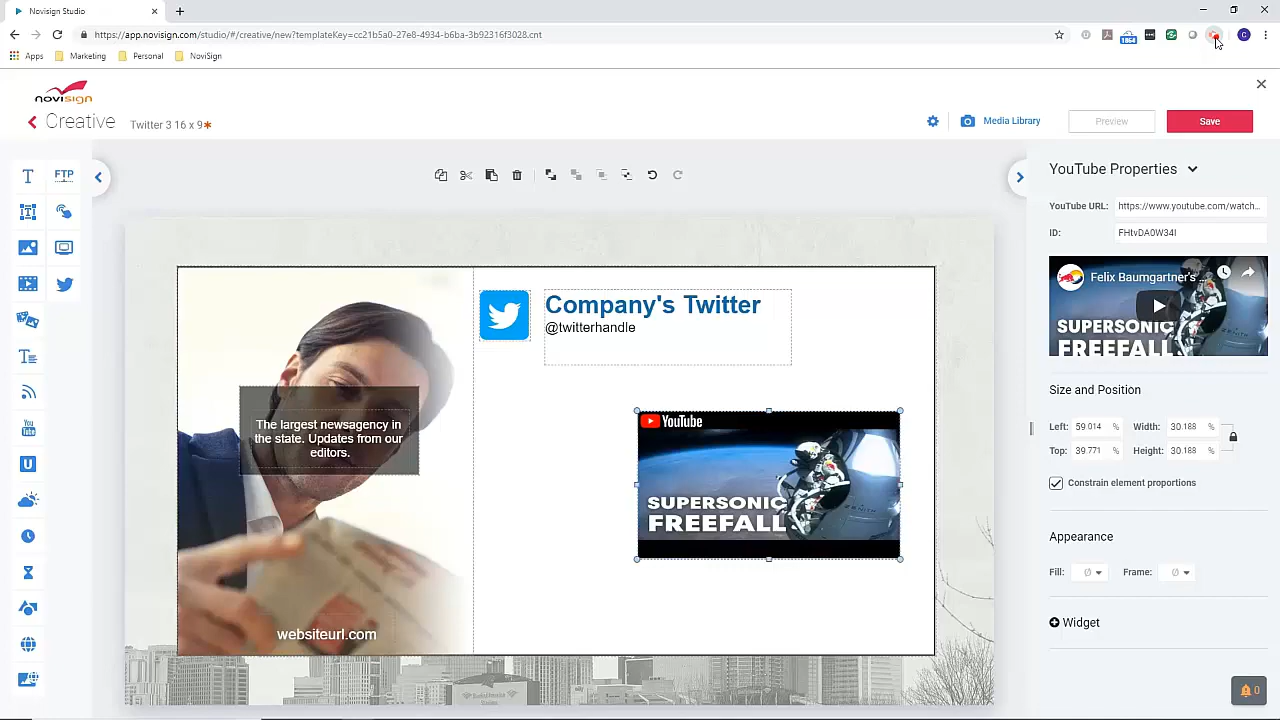 Novisign Studio
https://app.novisign.com/studio/#/creative/new?templateKey=cc21b5a0-27e8-4934-b6ba-3b92316f3028.cnt
Apps Marketing Personal NoviSign
novisign
Creative Twitter 3 16 x 9*
Media Library Preview Save
T FTP
YouTube Properties
YouTube URL: https://www.youtube.com/watch...
ID: FHtvDA0W34I
Felix Baumgartner's...
SUPERSONIC
FREEFALL
Company's Twitter
@twitterhandle
The largest newsagency in
the state. Updates from our
editors.
websiteurl.com
YouTube
SUPERSONIC
FREEFALL
ZENITH
Size and Position
Left: 59.014 % Width: 30.188 %
Top: 39.771 % Height: 30.188 %
Constrain element proportions
Appearance
Fill: Frame:
Widget
You
Tube
U
0